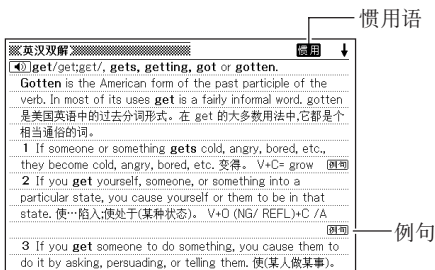 惯用语
英汉双解 惯用
get/get;gɛt/, gets, getting, got or gotten.
Gotten is the American form of the past participle of the
verb. In most of its uses get is a fairly informal word. gotten
是美国英语中的过去分词形式。在 get 的大多数用法中,它都是个
相当通俗的词。
1 If someone or something gets cold, angry, bored, etc.,
they become cold, angry, bored, etc. 变得。 V+C= grow 例句
2 If you get yourself, someone, or something into a
particular state, you cause yourself or them to be in that
state. 使…陷入;使处于(某种状态)。 V+O (NG/ REFL)+C /A
例句
例句
3 If you get someone to do something, you cause them to
do it by asking, persuading, or telling them. 使(某人做某事)。